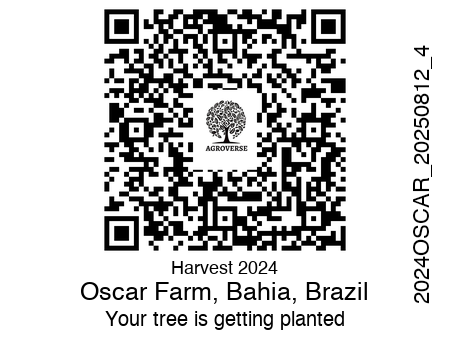 AGROVERSE
Harvest 2024
Oscar Farm, Bahia, Brazil
Your tree is getting planted
2024OSCAR_20250812_4